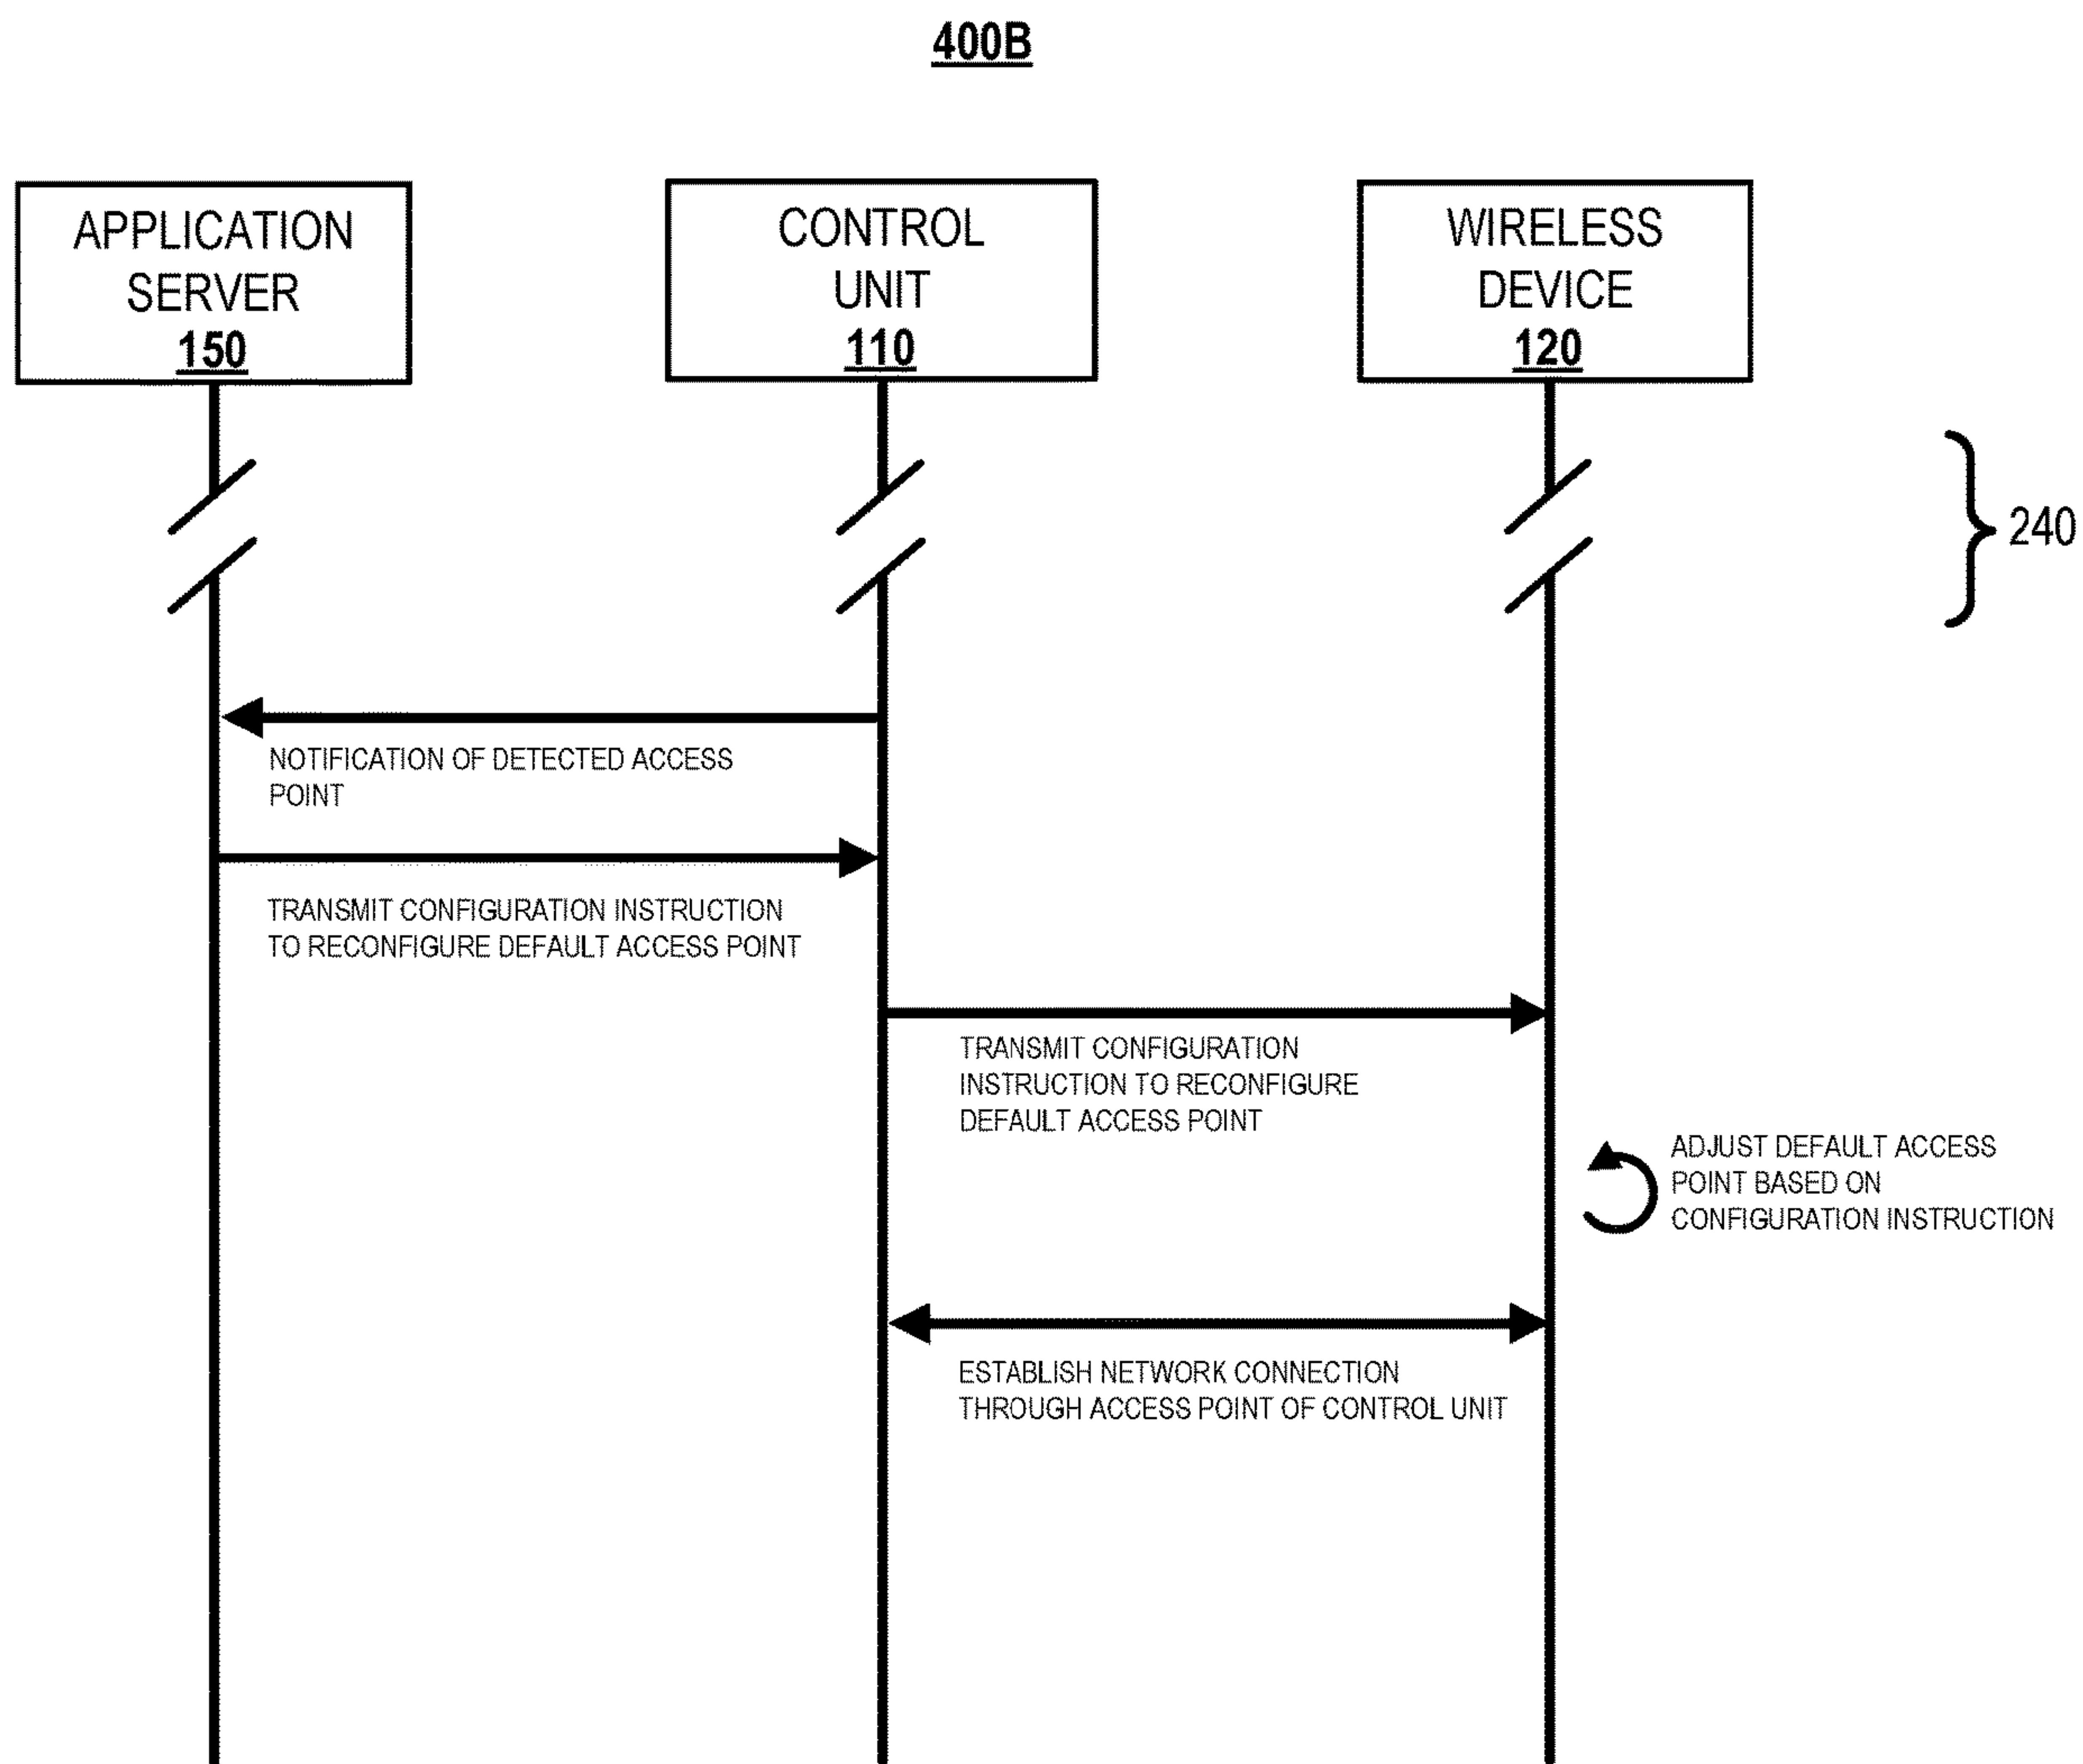 400B
APPLICATION
SERVER
150
CONTROL
UNIT
110
WIRELESS
DEVICE
120
240
NOTIFICATION OF DETECTED ACCESS
POINT
TRANSMIT CONFIGURATION INSTRUCTION
TO RECONFIGURE DEFAULT ACCESS POINT
TRANSMIT CONFIGURATION
INSTRUCTION TO RECONFIGURE
DEFAULT ACCESS POINT
ADJUST DEFAULT ACCESS
POINT BASED ON
CONFIGURATION INSTRUCTION
ESTABLISH NETWORK CONNECTION
THROUGH ACCESS POINT OF CONTROL UNIT